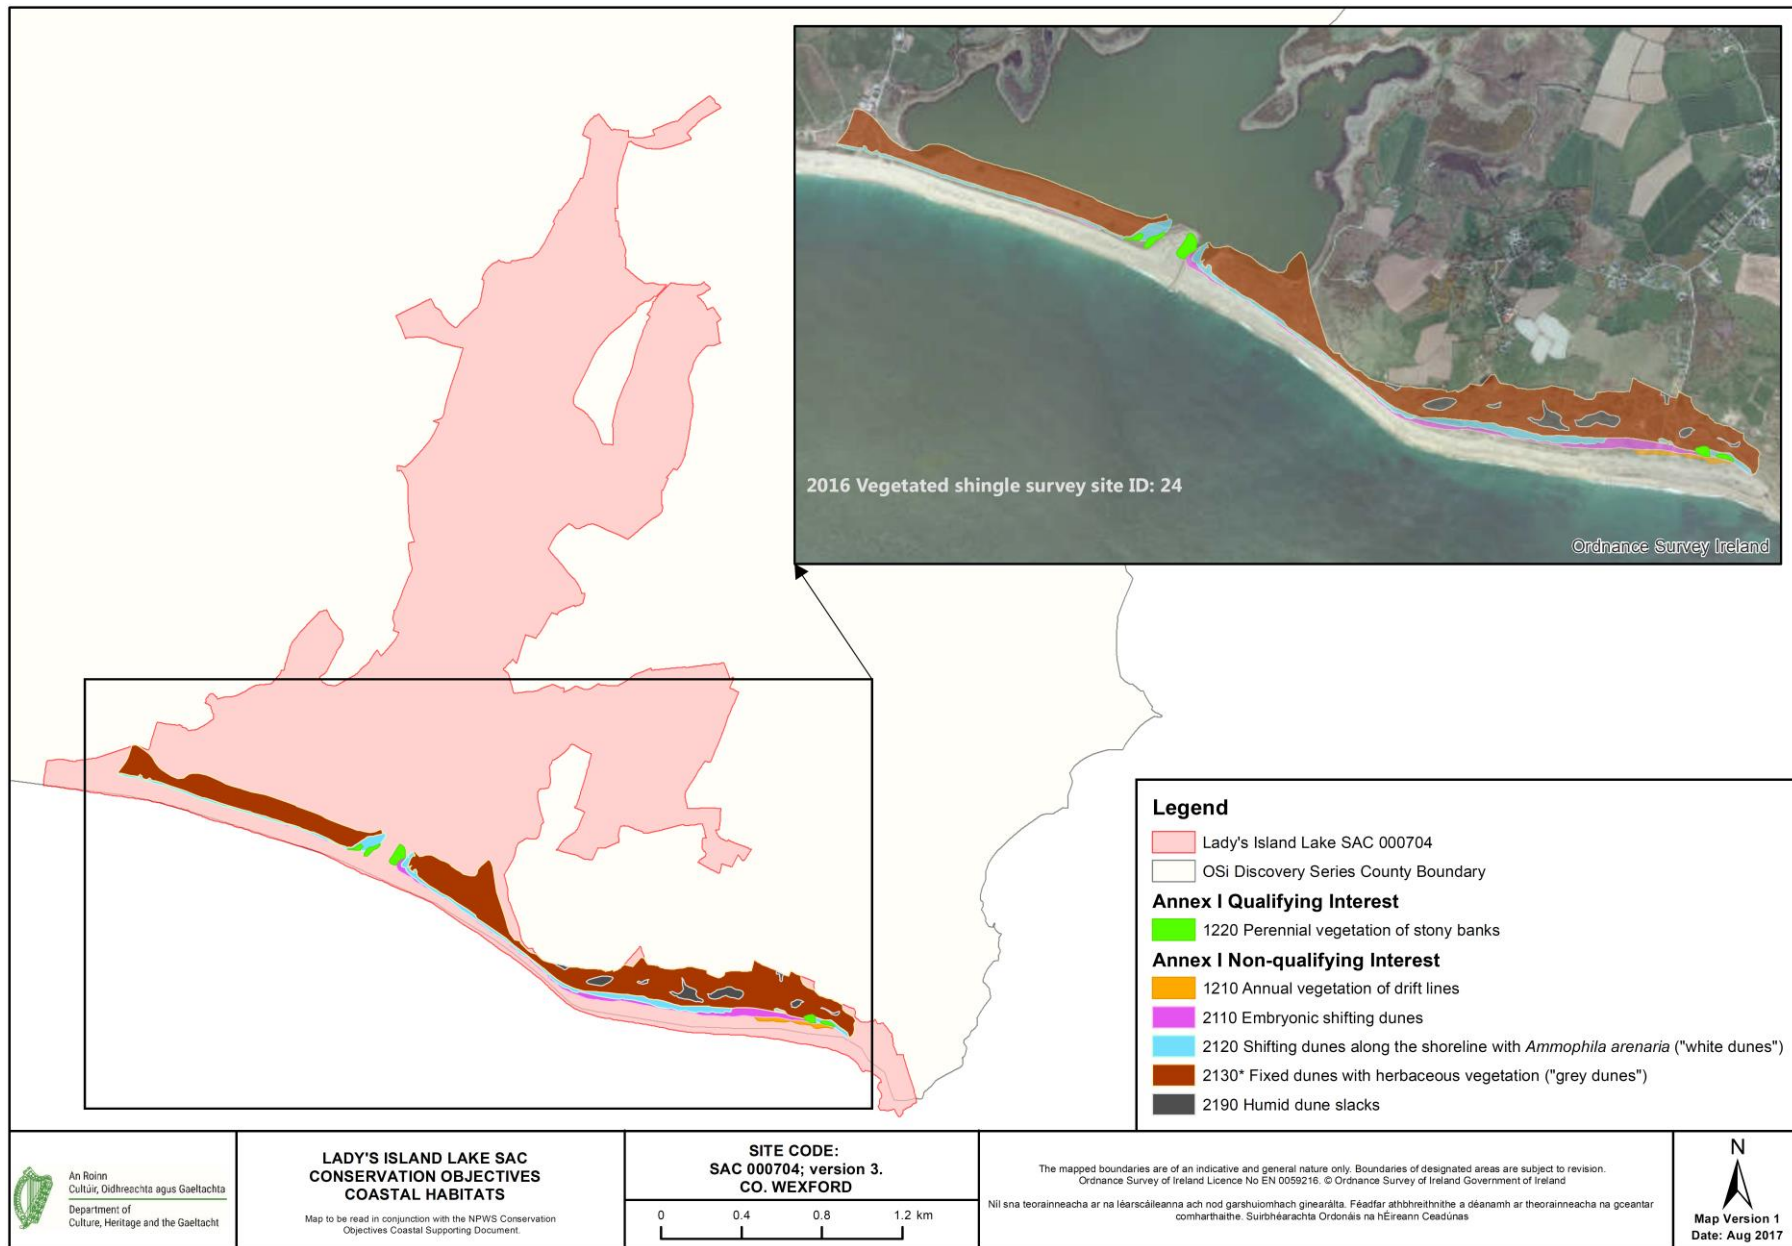 2016 Vegetated shingle survey site ID: 24
Ordnance Survey Ireland
Legend
Lady's Island Lake SAC 000704
OSi Discovery Series County Boundary
Annex I Qualifying Interest
1220 Perennial vegetation of stony banks
Annex I Non-qualifying Interest
1210 Annual vegetation of drift lines
2110 Embryonic shifting dunes
2120 Shifting dunes along the shoreline with Ammophila arenaria ("white dunes")
2130* Fixed dunes with herbaceous vegetation ("grey dunes")
2190 Humid dune slacks
An Roinn
Cultúir, Oidhreachta agus Gaeltachta
Department of
Culture, Heritage and the Gaeltacht
LADY'S ISLAND LAKE SAC
CONSERVATION OBJECTIVES
COASTAL HABITATS
Map to be read in conjunction with the NPWS Conservation
Objectives Coastal Supporting Document.
SITE CODE:
SAC 000704; version 3.
CO. WEXFORD
0 0.4 0.8 1.2 km
The mapped boundaries are of an indicative and general nature only. Boundaries of designated areas are subject to revision.
Ordnance Survey of Ireland Licence No EN 0059216. © Ordnance Survey of Ireland Government of Ireland
Níl sna teorainneacha ar na léarscáileanna ach nod garshuíomhach ginearálta. Féadfar athbhreithnithe a déanamh ar theorainneacha na gceantar
comharthaithe. Suirbhéarachta Ordonáis na hÉireann Ceadúnas
N
Map Version 1
Date: Aug 2017